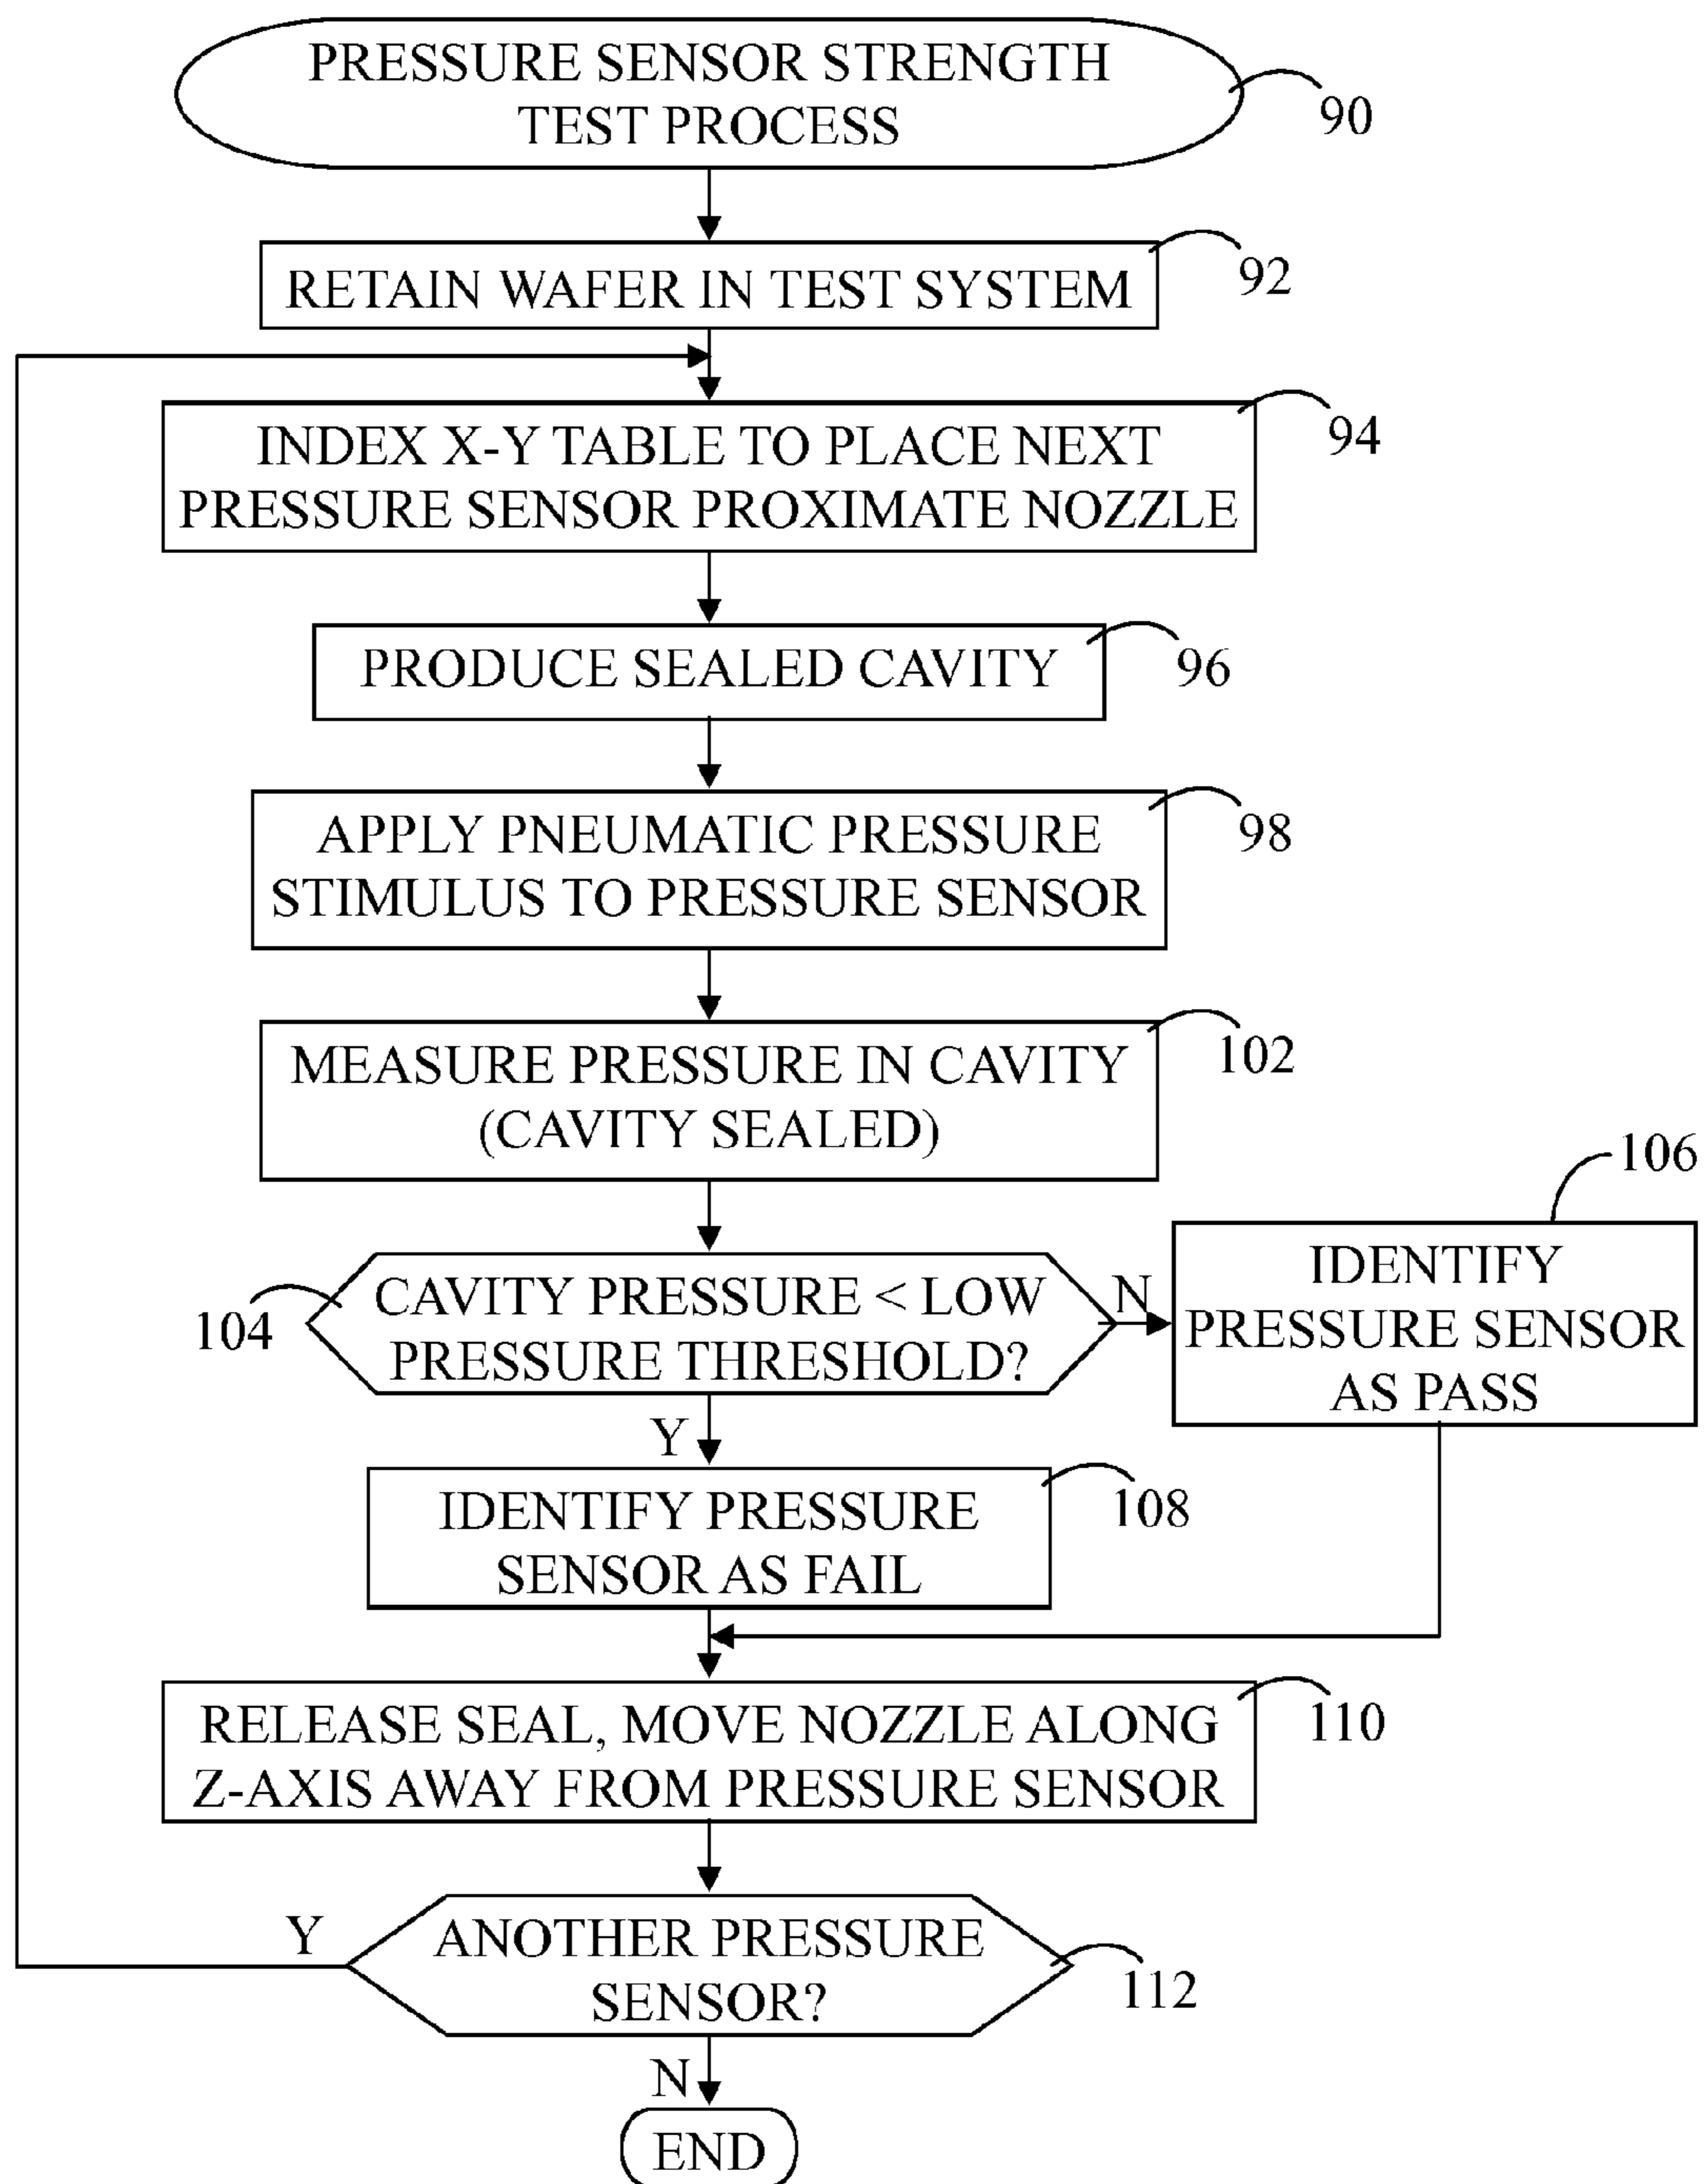 PRESSURE SENSOR STRENGTH
TEST PROCESS
90
RETAIN WAFER IN TEST SYSTEM
92
INDEX X-Y TABLE TO PLACE NEXT
PRESSURE SENSOR PROXIMATE NOZZLE
94
PRODUCE SEALED CAVITY
96
APPLY PNEUMATIC PRESSURE
STIMULUS TO PRESSURE SENSOR
98
MEASURE PRESSURE IN CAVITY
(CAVITY SEALED)
102
CAVITY PRESSURE < LOW
PRESSURE THRESHOLD?
104
N
IDENTIFY
PRESSURE SENSOR
AS PASS
106
Y
IDENTIFY PRESSURE
SENSOR AS FAIL
108
RELEASE SEAL, MOVE NOZZLE ALONG
Z-AXIS AWAY FROM PRESSURE SENSOR
110
Y
ANOTHER PRESSURE
SENSOR?
112
N
END